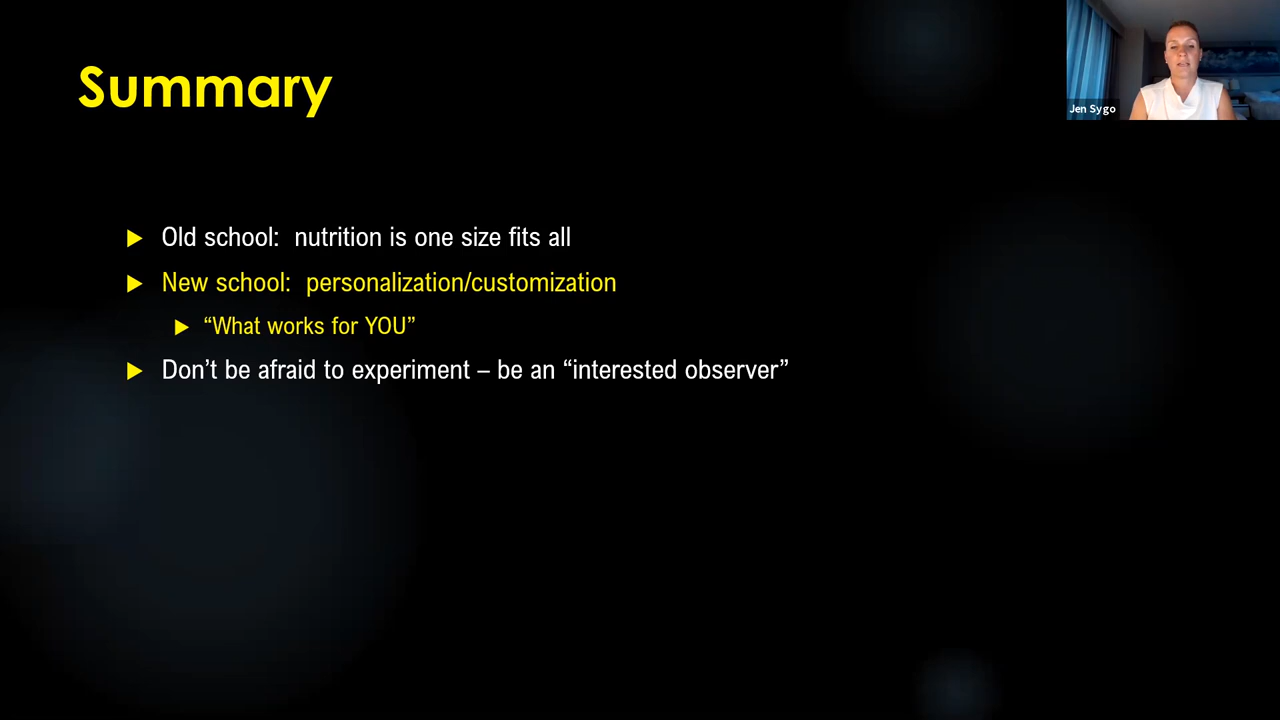 Summary
Jen Sygo
Old school:  nutrition is one size fits all
New school:  personalization/customization
“What works for YOU”
Don’t be afraid to experiment – be an “interested observer”